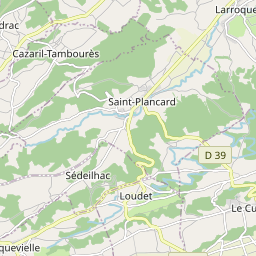 drac
Larroque
Cazaril-Tambourès
Saint-Plancard
D 39
Sédeilhac
Loudet
Le Cu
quevielle